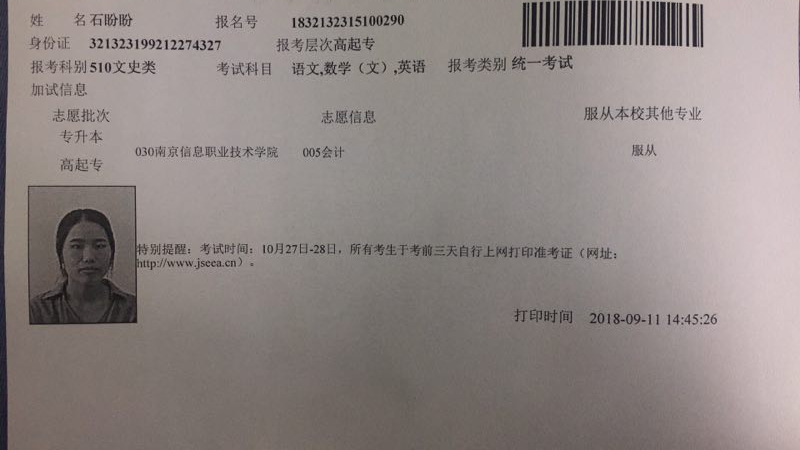 姓 名 石盼盼 报名号 1832132315100290
身份证 321323199212274327 报考层次 高起专
报考科别 510文史类 考试科目 语文,数学（文）,英语 报考类别 统一考试
加试信息
志愿批次 志愿信息 服从本校其他专业
专升本
高起专 030南京信息职业技术学院 005会计 服从
特别提醒：考试时间：10月27日-28日，所有考生于考前三天自行上网打印准考证（网址：
http://www.jseea.cn）。
打印时间 2018-09-11 14:45:26